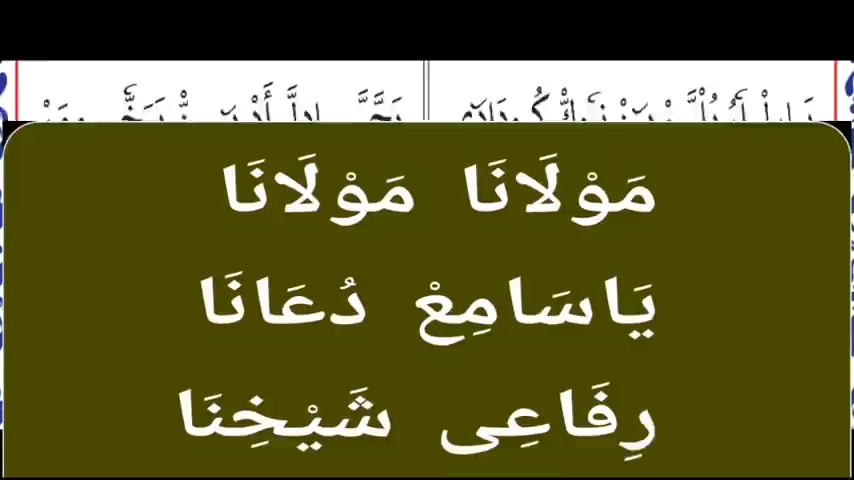 مَوْلَانَا مَوْلَانَا
يَاسَامِعْ دُعَانَا
رِفَاعِى شَيْخِنَا